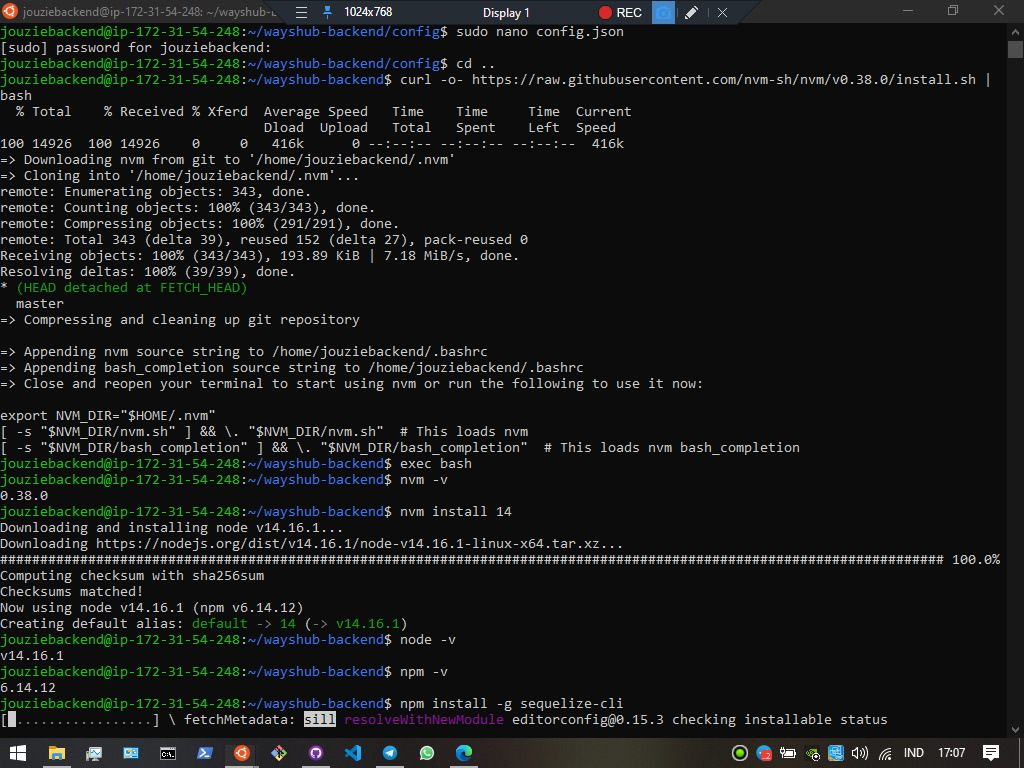 jouziebackend@ip-172-31-54-248: ~/wayshub-b
1024x768
Display 1
REC
jouziebackend@ip-172-31-54-248:~/wayshub-backend/config$ sudo nano config.json
[sudo] password for jouziebackend:
jouziebackend@ip-172-31-54-248:~/wayshub-backend/config$ cd ..
jouziebackend@ip-172-31-54-248:~/wayshub-backend$ curl -o- https://raw.githubusercontent.com/nvm-sh/nvm/v0.38.0/install.sh |
bash
  % Total    % Received % Xferd  Average Speed   Time    Time     Time  Current
                                 Dload  Upload   Total   Spent    Left  Speed
100 14926  100 14926    0     0   416k      0 --:--:-- --:--:-- --:--:--  416k
=> Downloading nvm from git to '/home/jouziebackend/.nvm'
=> Cloning into '/home/jouziebackend/.nvm'...
remote: Enumerating objects: 343, done.
remote: Counting objects: 100% (343/343), done.
remote: Compressing objects: 100% (291/291), done.
remote: Total 343 (delta 39), reused 152 (delta 27), pack-reused 0
Receiving objects: 100% (343/343), 193.89 KiB | 7.18 MiB/s, done.
Resolving deltas: 100% (39/39), done.
* (HEAD detached at FETCH_HEAD)
  master
=> Compressing and cleaning up git repository
=> Appending nvm source string to /home/jouziebackend/.bashrc
=> Appending bash_completion source string to /home/jouziebackend/.bashrc
=> Close and reopen your terminal to start using nvm or run the following to use it now:
export NVM_DIR="$HOME/.nvm"
[ -s "$NVM_DIR/nvm.sh" ] && \. "$NVM_DIR/nvm.sh"  # This loads nvm
[ -s "$NVM_DIR/bash_completion" ] && \. "$NVM_DIR/bash_completion"  # This loads nvm bash_completion
jouziebackend@ip-172-31-54-248:~/wayshub-backend$ exec bash
jouziebackend@ip-172-31-54-248:~/wayshub-backend$ nvm -v
0.38.0
jouziebackend@ip-172-31-54-248:~/wayshub-backend$ nvm install 14
Downloading and installing node v14.16.1...
Downloading https://nodejs.org/dist/v14.16.1/node-v14.16.1-linux-x64.tar.xz...
###################################################################################################################### 100.0%
Computing checksum with sha256sum
Checksums matched!
Now using node v14.16.1 (npm v6.14.12)
Creating default alias: default -> 14 (-> v14.16.1)
jouziebackend@ip-172-31-54-248:~/wayshub-backend$ node -v
v14.16.1
jouziebackend@ip-172-31-54-248:~/wayshub-backend$ npm -v
6.14.12
jouziebackend@ip-172-31-54-248:~/wayshub-backend$ npm install -g sequelize-cli
[ .................] \ fetchMetadata: sill resolveWithNewModule editorconfig@0.15.3 checking installable status
IND
17:07